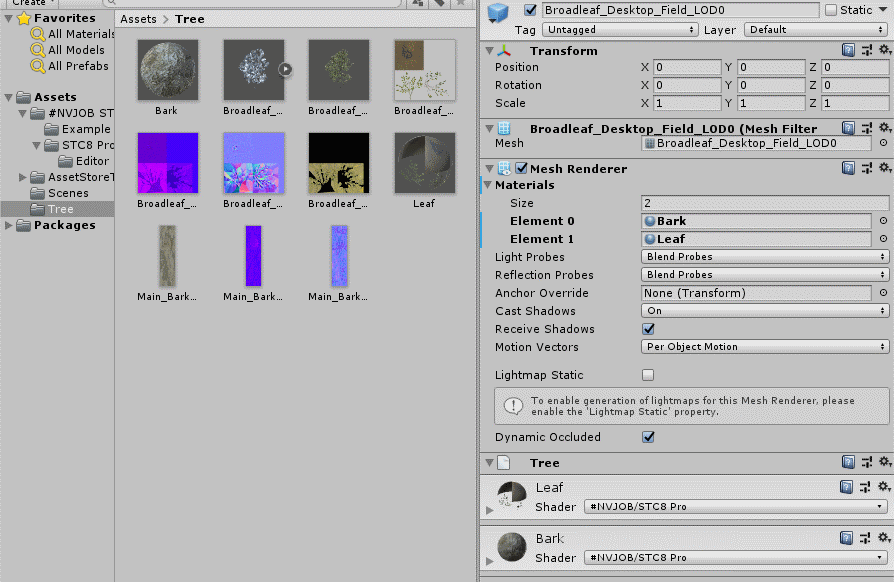 Create
Favorites
All Materials
All Models
All Prefabs
Assets
#NVJOB ST
Example
STC8 Pro
Editor
AssetStoreT
Scenes
Tree
Packages
Assets > Tree
Bark
Broadleaf_...
Broadleaf_...
Broadleaf_...
Broadleaf_...
Broadleaf_...
Broadleaf_...
Leaf
Main_Bark...
Main_Bark...
Main_Bark...
Broadleaf_Desktop_Field_LOD0
Static
Tag Untagged Layer Default
Transform
Position X 0 Y 0 Z 0
Rotation X 0 Y 0 Z 0
Scale X 1 Y 1 Z 1
Broadleaf_Desktop_Field_LOD0 (Mesh Filter
Mesh Broadleaf_Desktop_Field_LOD0
Mesh Renderer
Materials
Size 2
Element 0 Bark
Element 1 Leaf
Light Probes Blend Probes
Reflection Probes Blend Probes
Anchor Override None (Transform)
Cast Shadows On
Receive Shadows
Motion Vectors Per Object Motion
Lightmap Static
To enable generation of lightmaps for this Mesh Renderer, please
enable the 'Lightmap Static' property.
Dynamic Occluded
Tree
Leaf
Shader #NVJOB/STC8 Pro
Bark
Shader #NVJOB/STC8 Pro